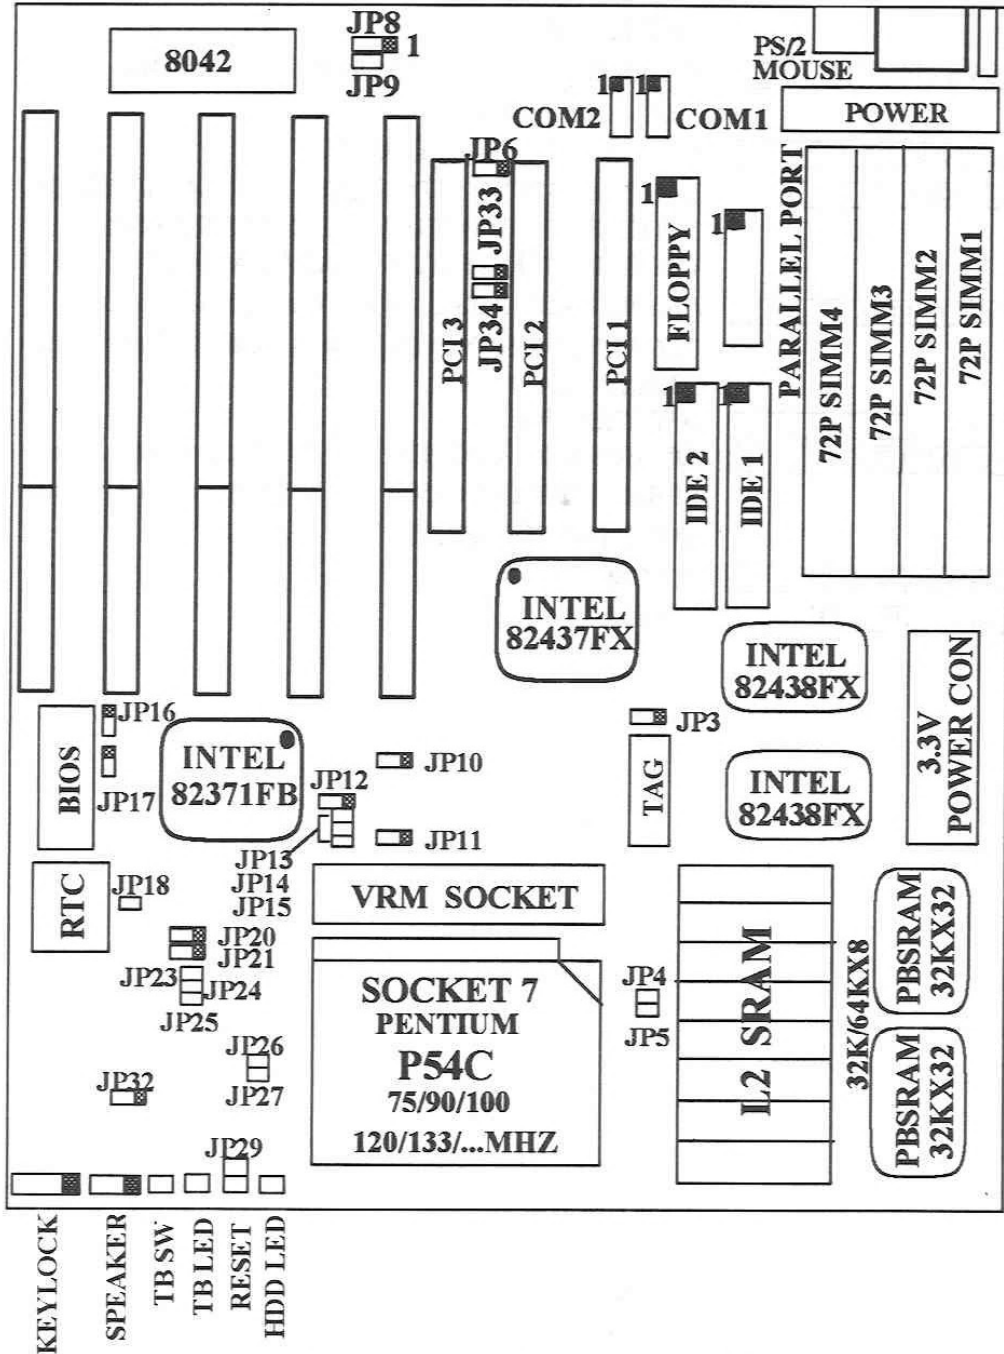 JP8
1
8042
JP9
PS/2
MOUSE
1
1
COM2
COM1
POWER
JP6
JP33
JP34
PCI 3
PCI 2
PCI 1
1
FLOPPY
1
PARALLEL PORT
72P SIMM4
72P SIMM3
72P SIMM2
72P SIMM1
1
1
IDE 2
IDE 1
INTEL
82437FX
INTEL
82438FX
3.3V
POWER CON
JP16
JP17
BIOS
INTEL
82371FB
JP10
JP12
JP11
JP13
JP14
JP15
JP3
TAG
INTEL
82438FX
RTC
JP18
VRM SOCKET
JP20
JP21
JP23
JP24
JP25
SOCKET 7
PENTIUM
P54C
75/90/100
120/133/...MHZ
JP4
JP5
L2 SRAM
32K/64KX8
PBSRAM
32KX32
PBSRAM
32KX32
JP26
JP27
JP32
JP29
KEYLOCK
SPEAKER
TB SW
TB LED
RESET
HDD LED